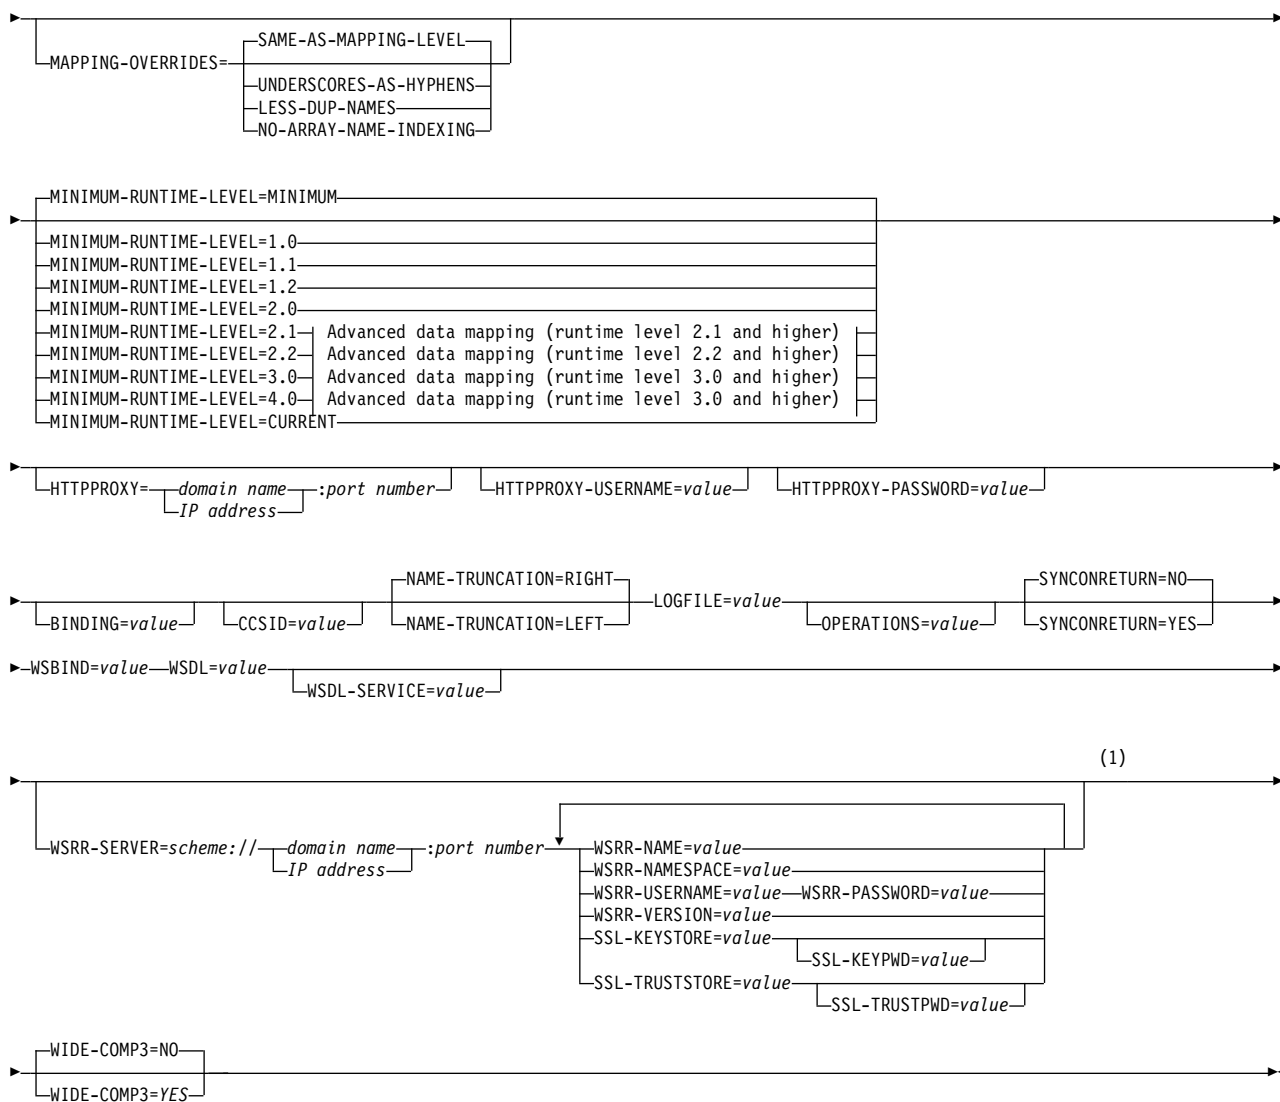 SAME-AS-MAPPING-LEVEL
MAPPING-OVERRIDES=
UNDERSCORES-AS-HYPHENS
LESS-DUP-NAMES
NO-ARRAY-NAME-INDEXING
MINIMUM-RUNTIME-LEVEL=MINIMUM
MINIMUM-RUNTIME-LEVEL=1.0
MINIMUM-RUNTIME-LEVEL=1.1
MINIMUM-RUNTIME-LEVEL=1.2
MINIMUM-RUNTIME-LEVEL=2.0
MINIMUM-RUNTIME-LEVEL=2.1 Advanced data mapping (runtime level 2.1 and higher)
MINIMUM-RUNTIME-LEVEL=2.2 Advanced data mapping (runtime level 2.2 and higher)
MINIMUM-RUNTIME-LEVEL=3.0 Advanced data mapping (runtime level 3.0 and higher)
MINIMUM-RUNTIME-LEVEL=4.0 Advanced data mapping (runtime level 3.0 and higher)
MINIMUM-RUNTIME-LEVEL=CURRENT
HTTPPROXY= domain name :port number HTTPPROXY-USERNAME=value HTTPPROXY-PASSWORD=value
IP address
NAME-TRUNCATION=RIGHT SYNCONRETURN=NO
LOGFILE=value
BINDING=value CCSID=value NAME-TRUNCATION=LEFT OPERATIONS=value SYNCONRETURN=YES
WSBIND=value WSDL=value
WSDL-SERVICE=value
(1)
WSRR-SERVER=scheme:// domain name :port number WSRR-NAME=value
IP address WSRR-NAMESPACE=value
WSRR-USERNAME=value WSRR-PASSWORD=value
WSRR-VERSION=value
SSL-KEYSTORE=value
SSL-KEYPWD=value
SSL-TRUSTSTORE=value
SSL-TRUSTPWD=value
WIDE-COMP3=NO
WIDE-COMP3=YES